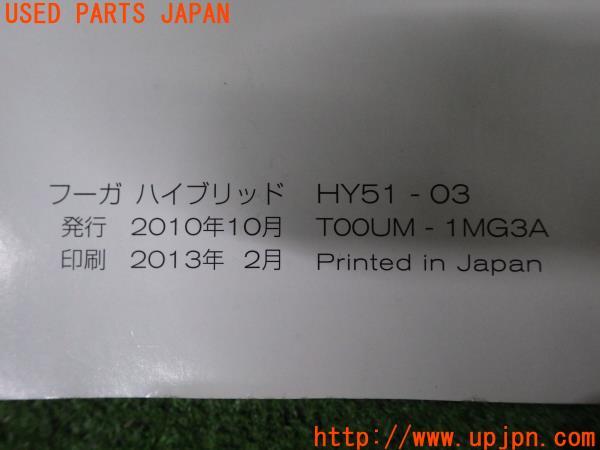 USED PARTS JAPAN
フーガ ハイブリッド HY51 - 03
発行 2010年10月 T00UM - 1MG3A
印刷 2013年 2月 Printed in Japan
http://www.upjpn.com/